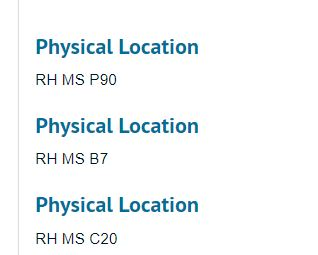 Physical Location
RH MS P90
Physical Location
RH MS B7
Physical Location
RH MS C20